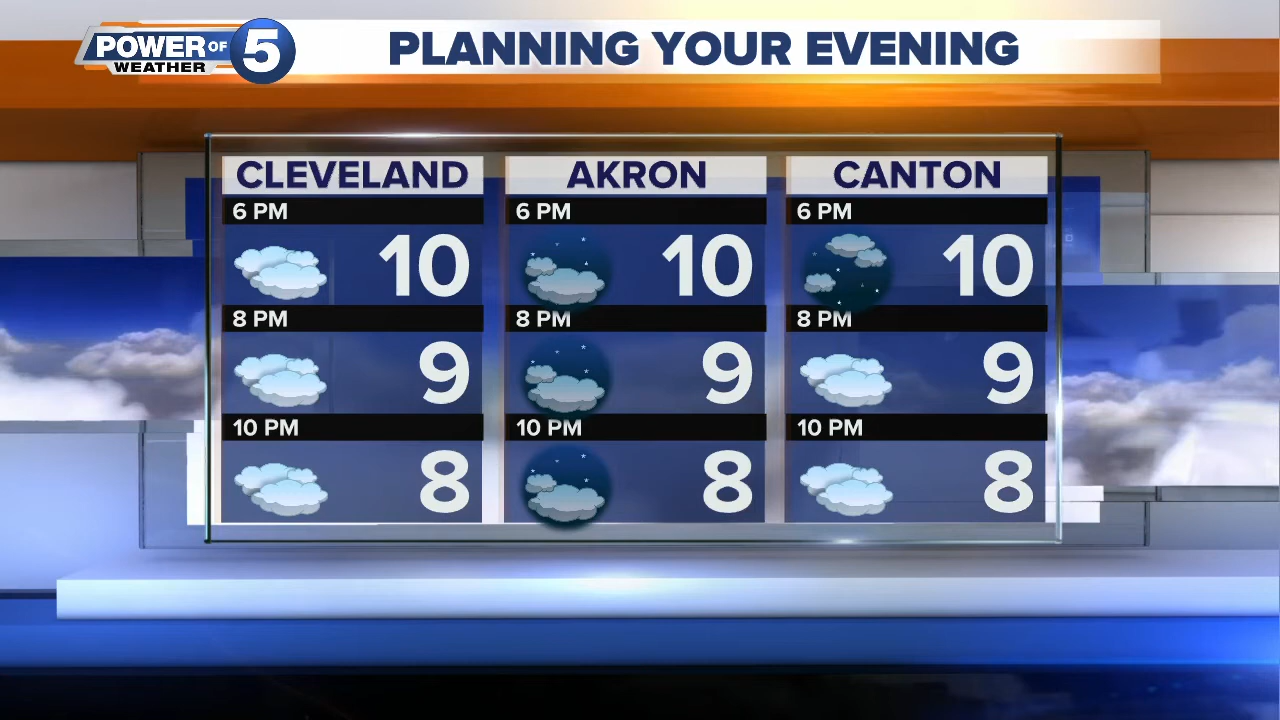 POWER OF 5
WEATHER
PLANNING YOUR EVENING
CLEVELAND
6 PM
10
8 PM
9
10 PM
8
AKRON
6 PM
10
8 PM
9
10 PM
8
CANTON
6 PM
10
8 PM
9
10 PM
8